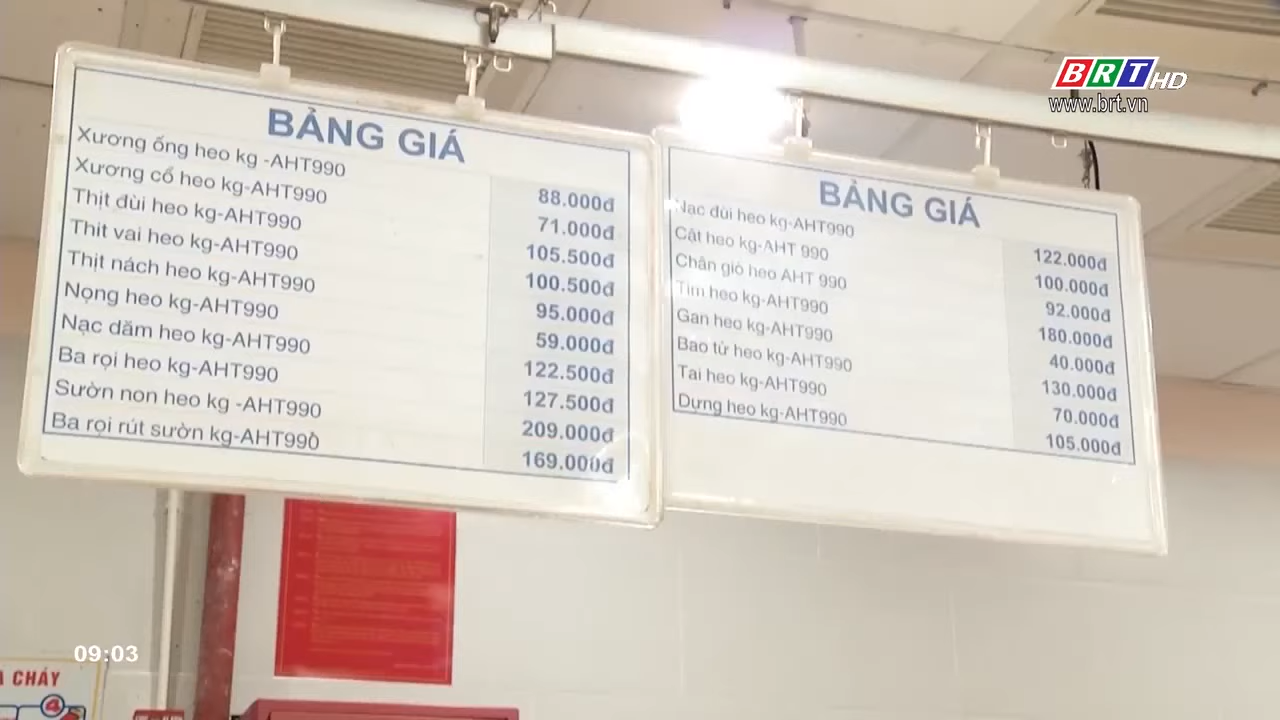 BRT HD
www.brt.vn
BẢNG GIÁ
Xương ống heo kg -AHT990 88.000đ
Xương cổ heo kg-AHT990 71.000đ
Thịt đùi heo kg-AHT990 105.500đ
Thit vai heo kg-AHT990 100.500đ
Thịt nách heo kg-AHT990 95.000đ
Nọng heo kg-AHT990 59.000đ
Nạc dăm heo kg-AHT990 122.500đ
Ba rọi heo kg-AHT990 127.500đ
Sườn non heo kg -AHT990 209.000đ
Ba rọi rút sườn kg-AHT990 169.000đ
BẢNG GIÁ
Nạc đùi heo kg-AHT990 122.000đ
Cật heo kg-AHT 990 100.000đ
Chân giò heo AHT 990 92.000đ
Tim heo kg-AHT990 180.000đ
Gan heo kg-AHT990 40.000đ
Bao tử heo kg-AHT990 130.000đ
Tai heo kg-AHT990 70.000đ
Dựng heo kg-AHT990 105.000đ
09:03
CHÁY
4